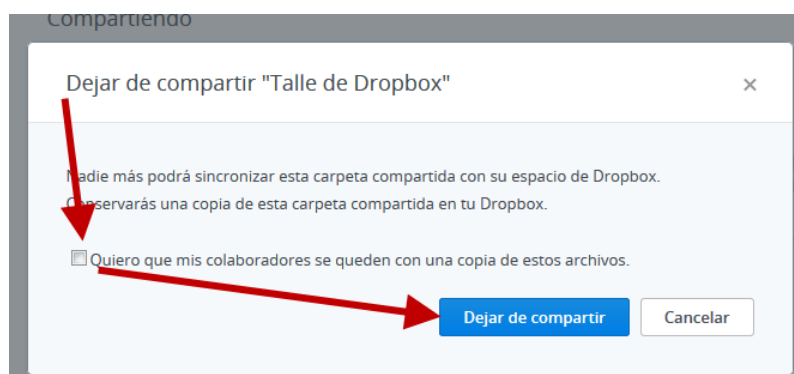 Compartiendo
Dejar de compartir "Talle de Dropbox"
×
Nadie más podrá sincronizar esta carpeta compartida con su espacio de Dropbox.
Conservarás una copia de esta carpeta compartida en tu Dropbox.
Quiero que mis colaboradores se queden con una copia de estos archivos.
Dejar de compartir Cancelar